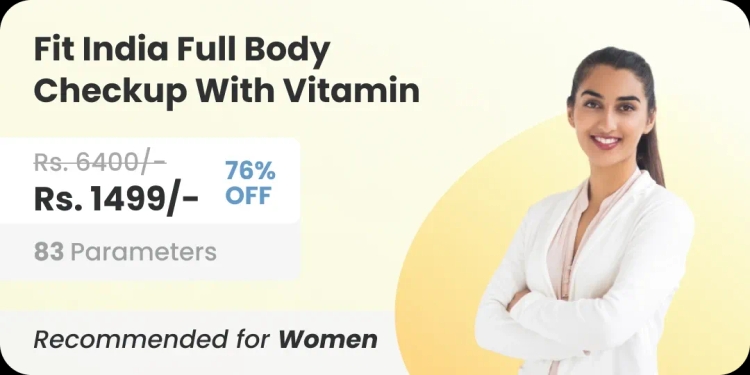 Fit India Full Body
Checkup With Vitamin
Rs. 6400/-
Rs. 1499/-
76%
OFF
83 Parameters
Recommended for Women